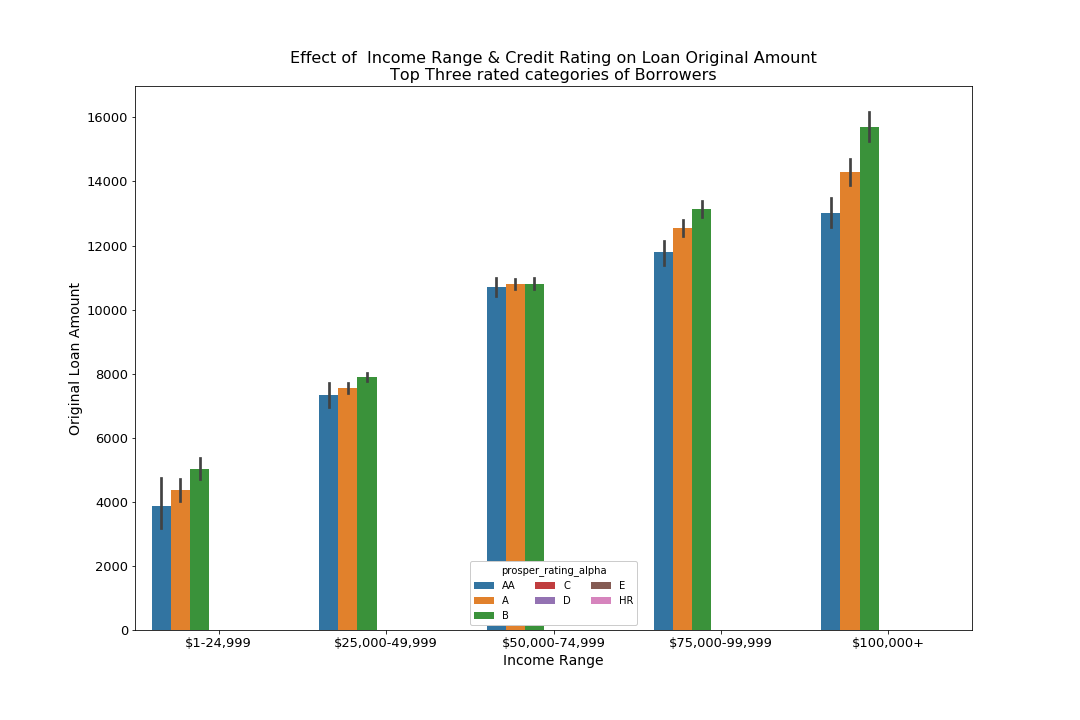 Effect of  Income Range & Credit Rating on Loan Original Amount
Top Three rated categories of Borrowers
Original Loan Amount
16000
14000
12000
10000
8000
6000
4000
2000
0
prosper_rating_alpha
AA C E
A D HR
B
$1-24,999 $25,000-49,999 $50,000-74,999 $75,000-99,999 $100,000+
Income Range